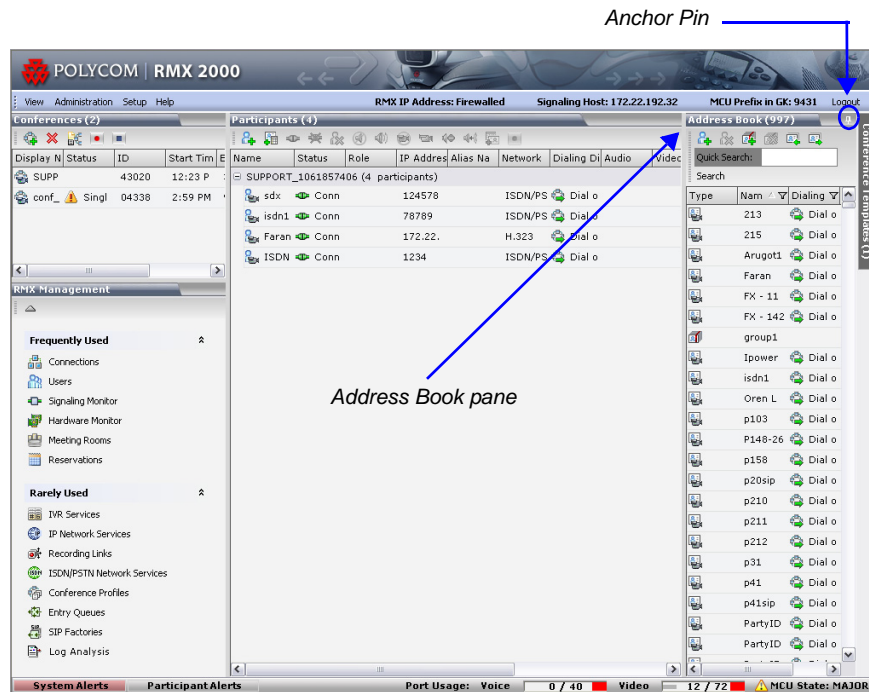 Anchor Pin
POLYCOM | RMX 2000
View Administration Setup Help RMX IP Address: Firewalled Signaling Host: 172.22.192.32 MCU Prefix in GK: 9431 Logout
Conferences (2)
Display N Status ID Start Tim E
SUPP 43020 12:23 P
conf_ Singl 04338 2:59 PM
Participants (4)
Name Status Role IP Addres Alias Na Network Dialing Di Audio Video
SUPPORT_1061857406 (4 participants)
sdx Conn 124578 ISDN/PS Dial o
isdn1 Conn 78789 ISDN/PS Dial o
Faran Conn 172.22. H.323 Dial o
ISDN Conn 1234 ISDN/PS Dial o
Address Book (997)
Quick Search:
Search
Type Nam Dialing
213 Dial o
215 Dial o
Arugot1 Dial o
Faran Dial o
FX - 11 Dial o
FX - 142 Dial o
group1
Ipower Dial o
isdn1 Dial o
Oren L Dial o
p103 Dial o
P148-26 Dial o
p158 Dial o
p20sip Dial o
p210 Dial o
p211 Dial o
p212 Dial o
p31 Dial o
p41 Dial o
p41sip Dial o
PartyID Dial o
PartyID Dial o
Conference Templates (1)
Address Book pane
RMX Management
Frequently Used
Connections
Users
Signaling Monitor
Hardware Monitor
Meeting Rooms
Reservations
Rarely Used
IVR Services
IP Network Services
Recording Links
ISDN/PSTN Network Services
Conference Profiles
Entry Queues
SIP Factories
Log Analysis
System Alerts Participant Alerts Port Usage: Voice 0 / 40 Video 12 / 72 MCU State: MAJOR